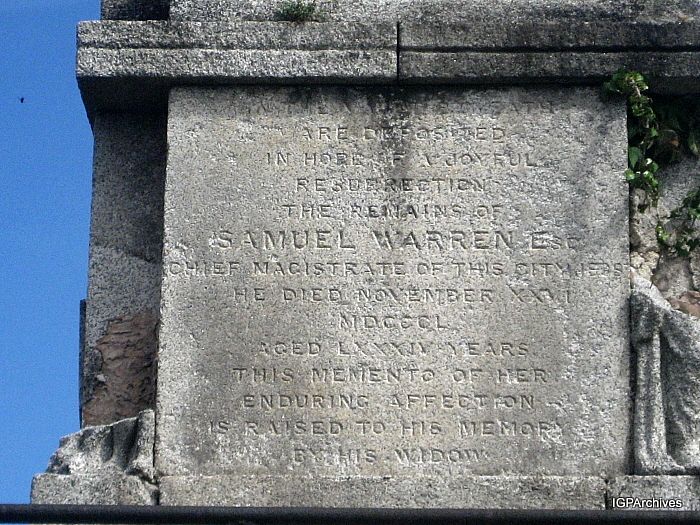 ARE DEPOSITED
IN HOPE OF A JOYFUL
RESURRECTION
THE REMAINS OF
SAMUEL WARREN ESQ
CHIEF MAGISTRATE OF THIS CITY
HE DIED NOVEMBER XXVI
MDCCCL
AGED LXXXIV YEARS
THIS MEMENTO OF HER
ENDURING AFFECTION
IS RAISED TO HIS MEMORY
BY HIS WIDOW
IGPArchives